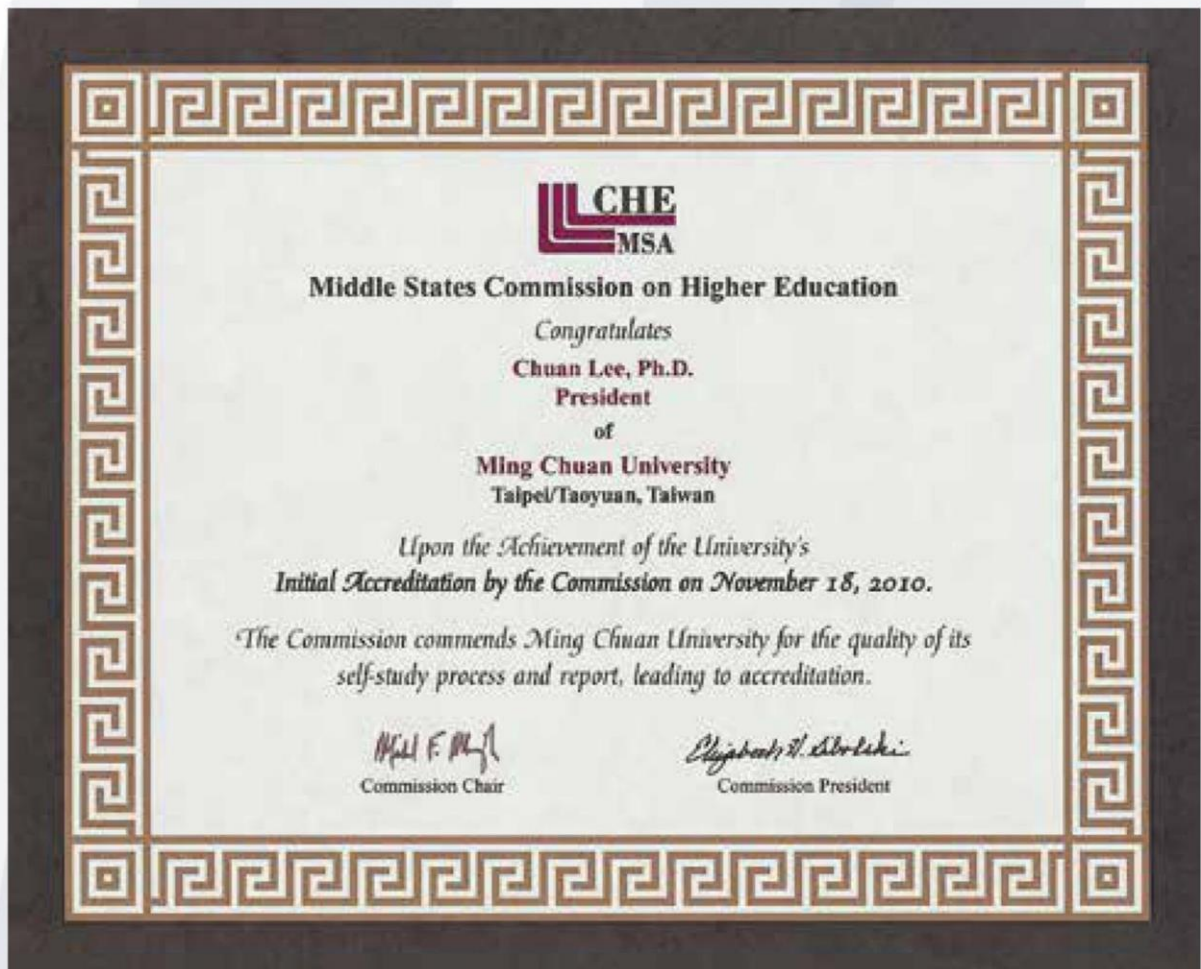 CHE
MSA
Middle States Commission on Higher Education
Congratulates
Chuan Lee, Ph.D.
President
of
Ming Chuan University
Taipei/Taoyuan, Taiwan
Upon the Achievement of the University's
Initial Accreditation by the Commission on November 18, 2010.
The Commission commends Ming Chuan University for the quality of its
self-study process and report, leading to accreditation.
Commission Chair
Commission President